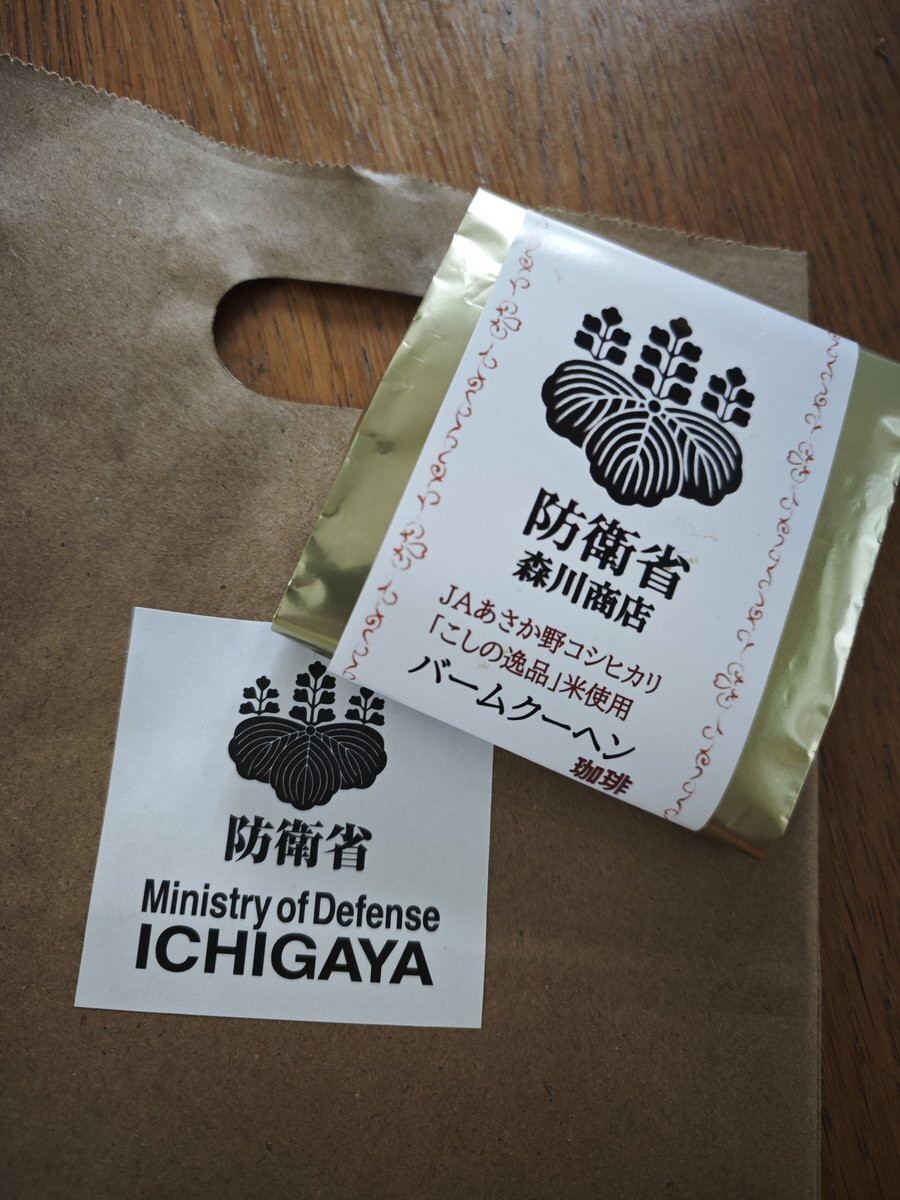 防衛省
森川商店
JAあさか野コシヒカリ
「こしの逸品」米使用
バームクーヘン
珈琲
防衛省
Ministry of Defense
ICHIGAYA